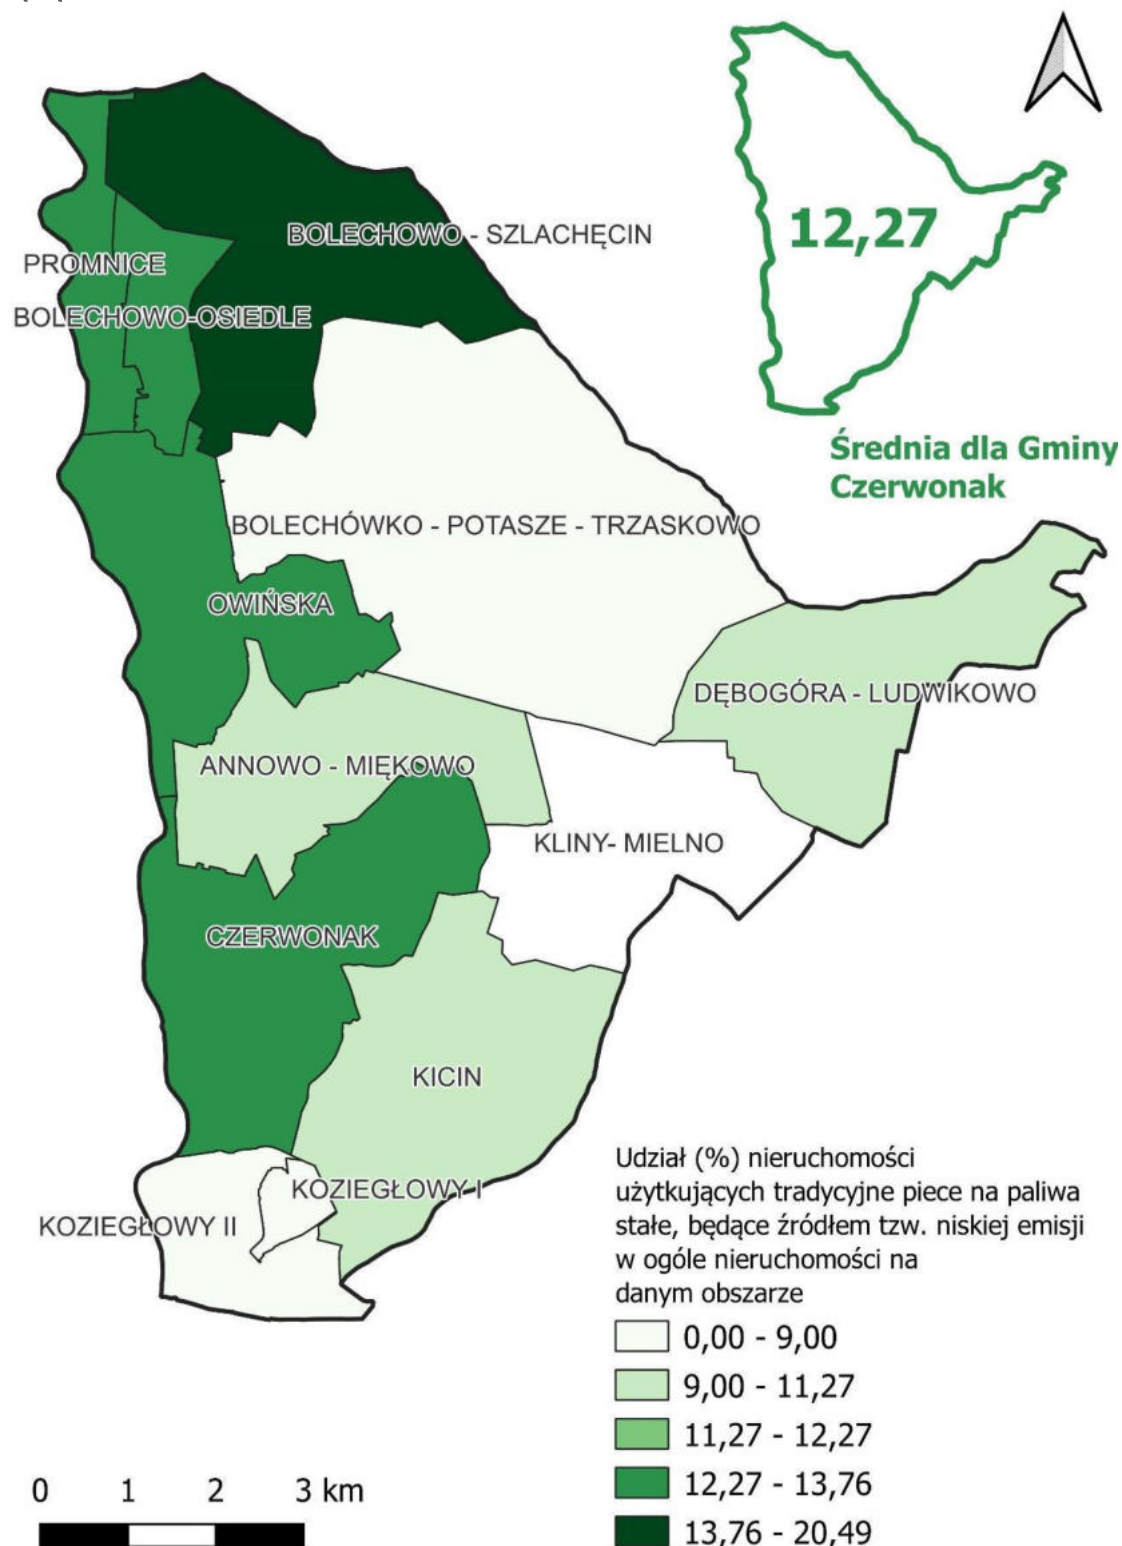 BOLECHOWO - SZLACHĘCIN
12,27
PROMNICE
BOLECHOWO-OSIEDLE
Średnia dla Gminy
Czerwonak
BOLECHÓWKO - POTASZE - TRZASKOWO
OWIŃSKA
DĘBOGÓRA - LUDWIKOWO
ANNOWO - MIĘKOWO
KLINY- MIELNO
CZERWONAK
KICIN
KOZIEGŁOWY I
KOZIEGŁOWY II
Udział (%) nieruchomości
użytkujących tradycyjne piece na paliwa
stałe, będące źródłem tzw. niskiej emisji
w ogóle nieruchomości na
danym obszarze
0,00 - 9,00
9,00 - 11,27
11,27 - 12,27
12,27 - 13,76
13,76 - 20,49
0 1 2 3 km